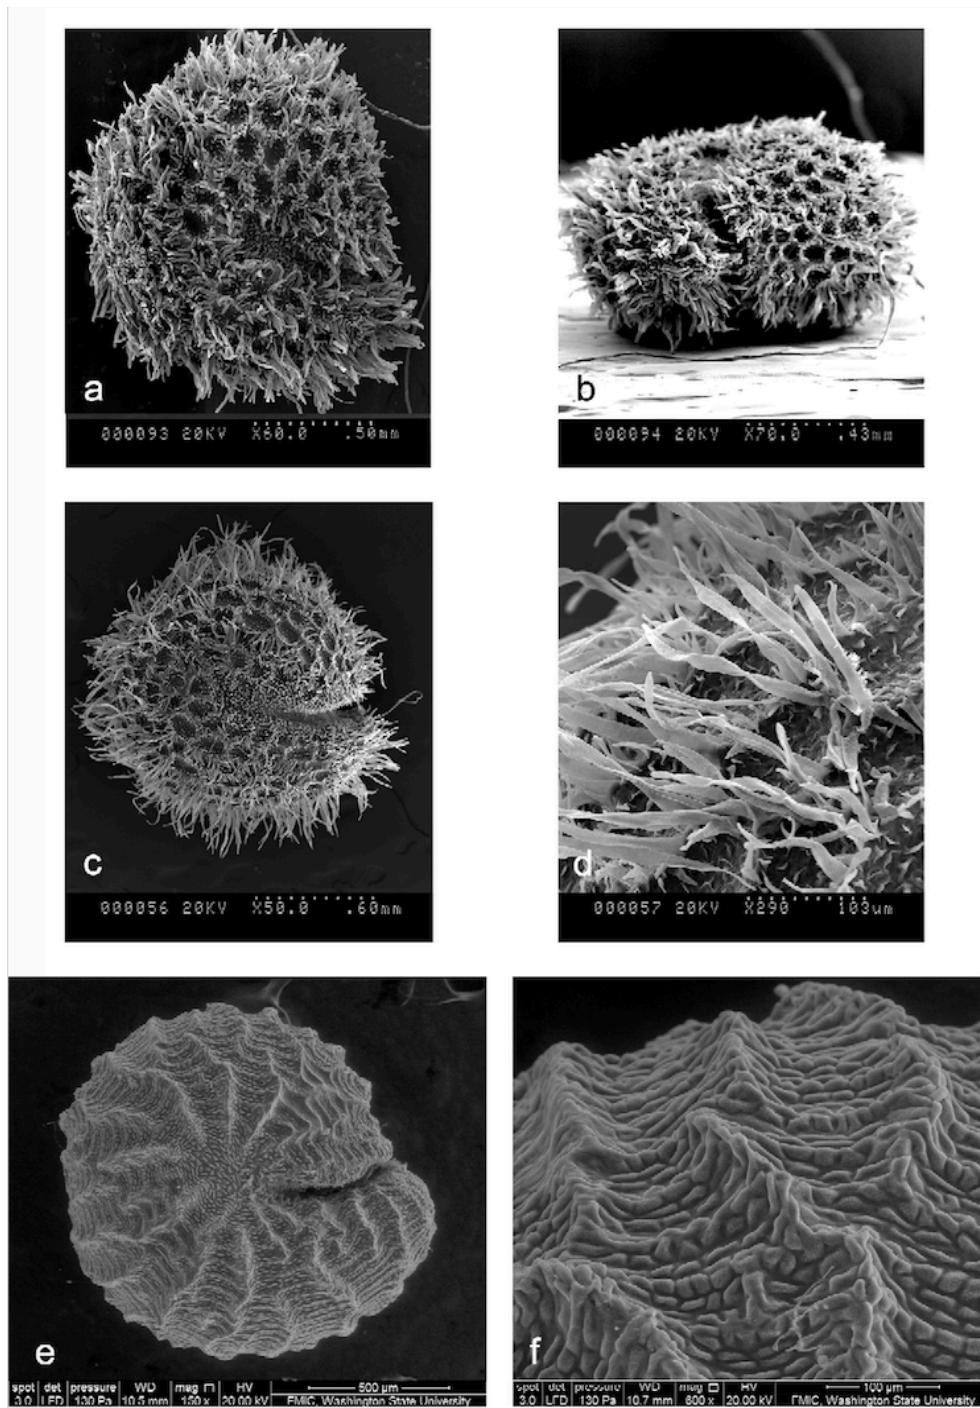 a
000093 20KV X60.0 .50mm
b
000094 20KV X70.0 .43mm
c
000056 20KV X50.0 .60mm
d
000057 20KV X290 103um
e
spot det pressure WD mag HV 500 µm
3.0 LFD 130 Pa 10.5 mm 150 x 20.00 kV FMIC, Washington State University
f
spot det pressure WD mag HV 100 µm
3.0 LFD 130 Pa 10.7 mm 600 x 20.00 kV FMIC, Washington State University